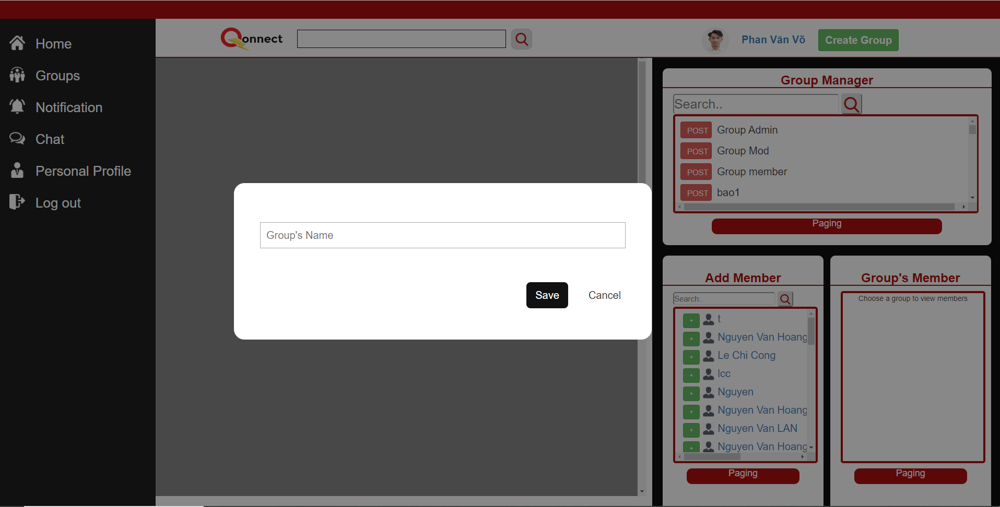 Home
Groups
Notification
Chat
Personal Profile
Log out
Qonnect
Phan Văn Võ
Create Group
Group's Name
Save
Cancel
Group Manager
Search..
POST Group Admin
POST Group Mod
POST Group member
POST bao1
Paging
Add Member
Search..
+ t
+ Nguyen Van Hoang
+ Le Chi Cong
+ lcc
+ Nguyen
+ Nguyen Van Hoang
+ Nguyen Van LAN
+ Nguyen Van Hoang
Paging
Group's Member
Choose a group to view members
Paging